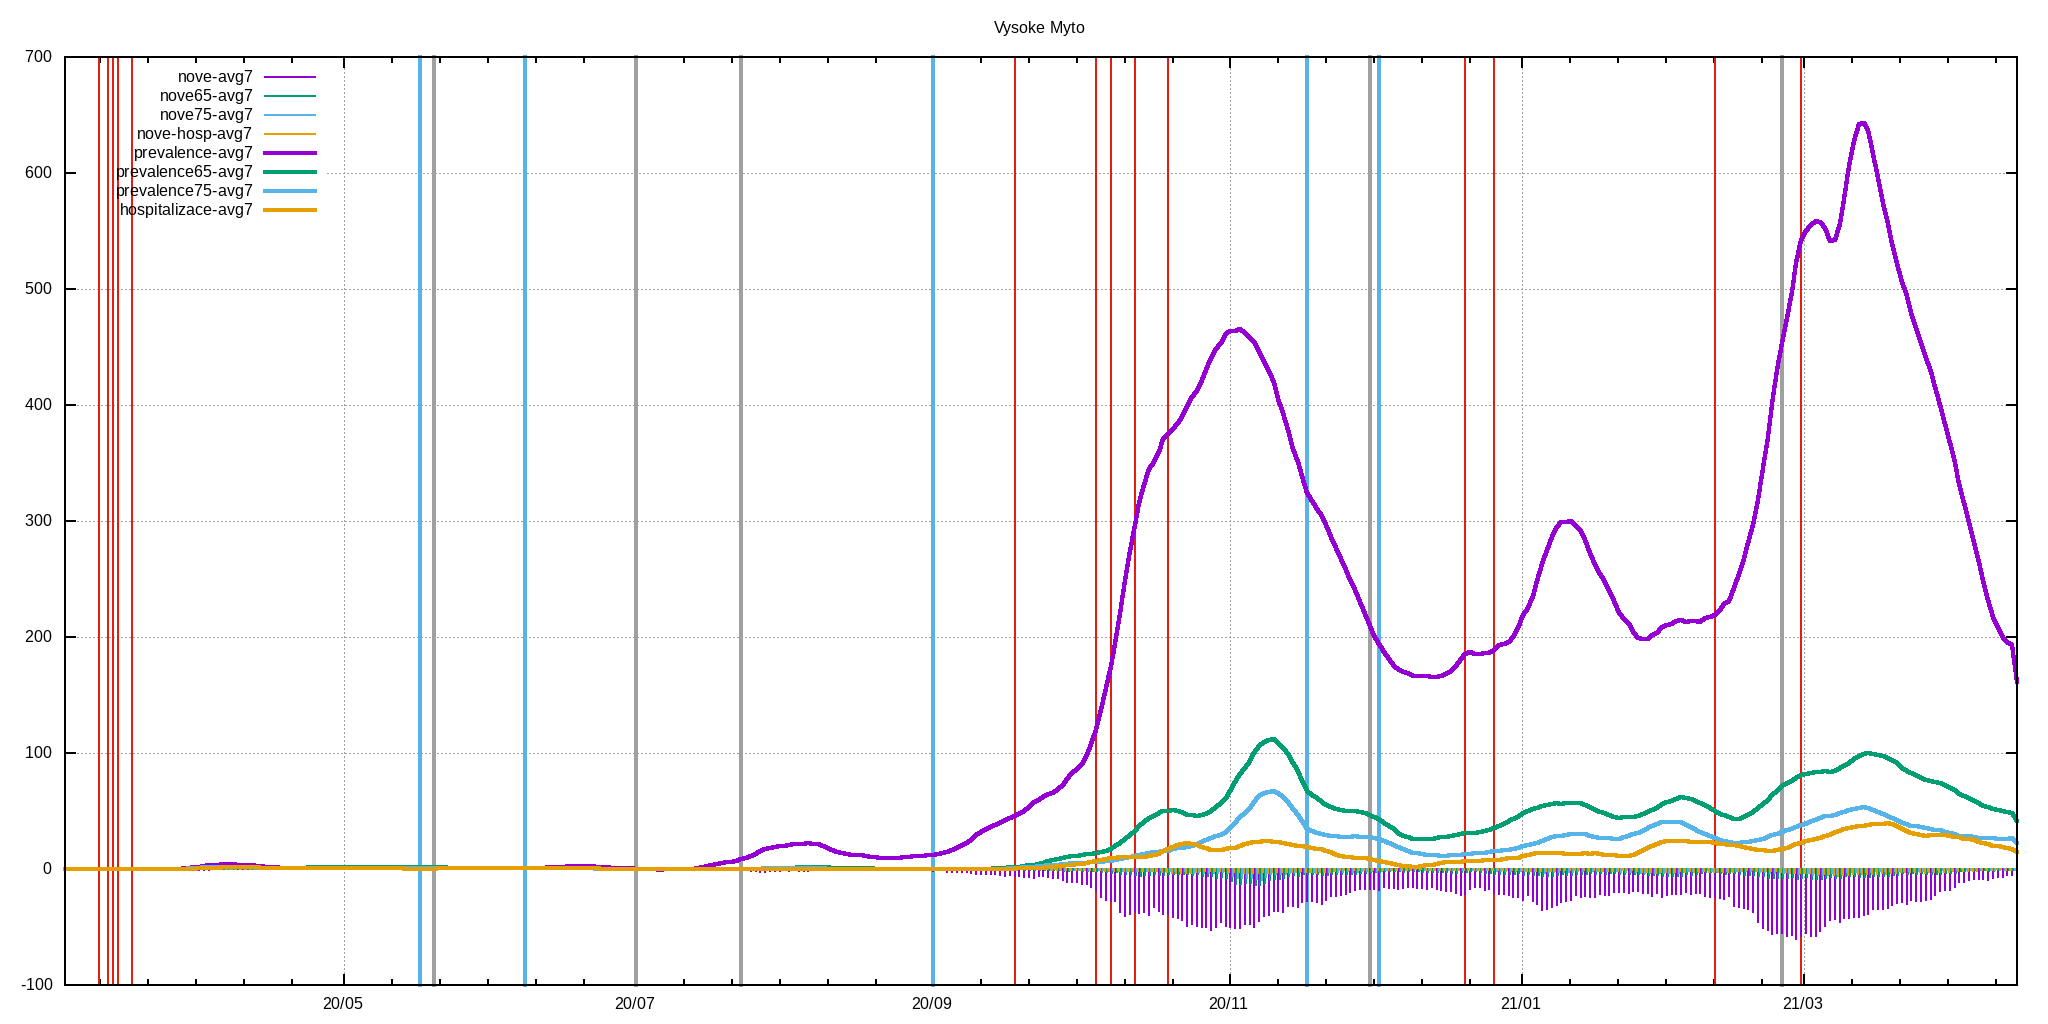 Vysoke Myto
700
600
500
400
300
200
100
0
-100
nove-avg7
nove65-avg7
nove75-avg7
nove-hosp-avg7
prevalence-avg7
prevalence65-avg7
prevalence75-avg7
hospitalizace-avg7
20/05
20/07
20/09
20/11
21/01
21/03